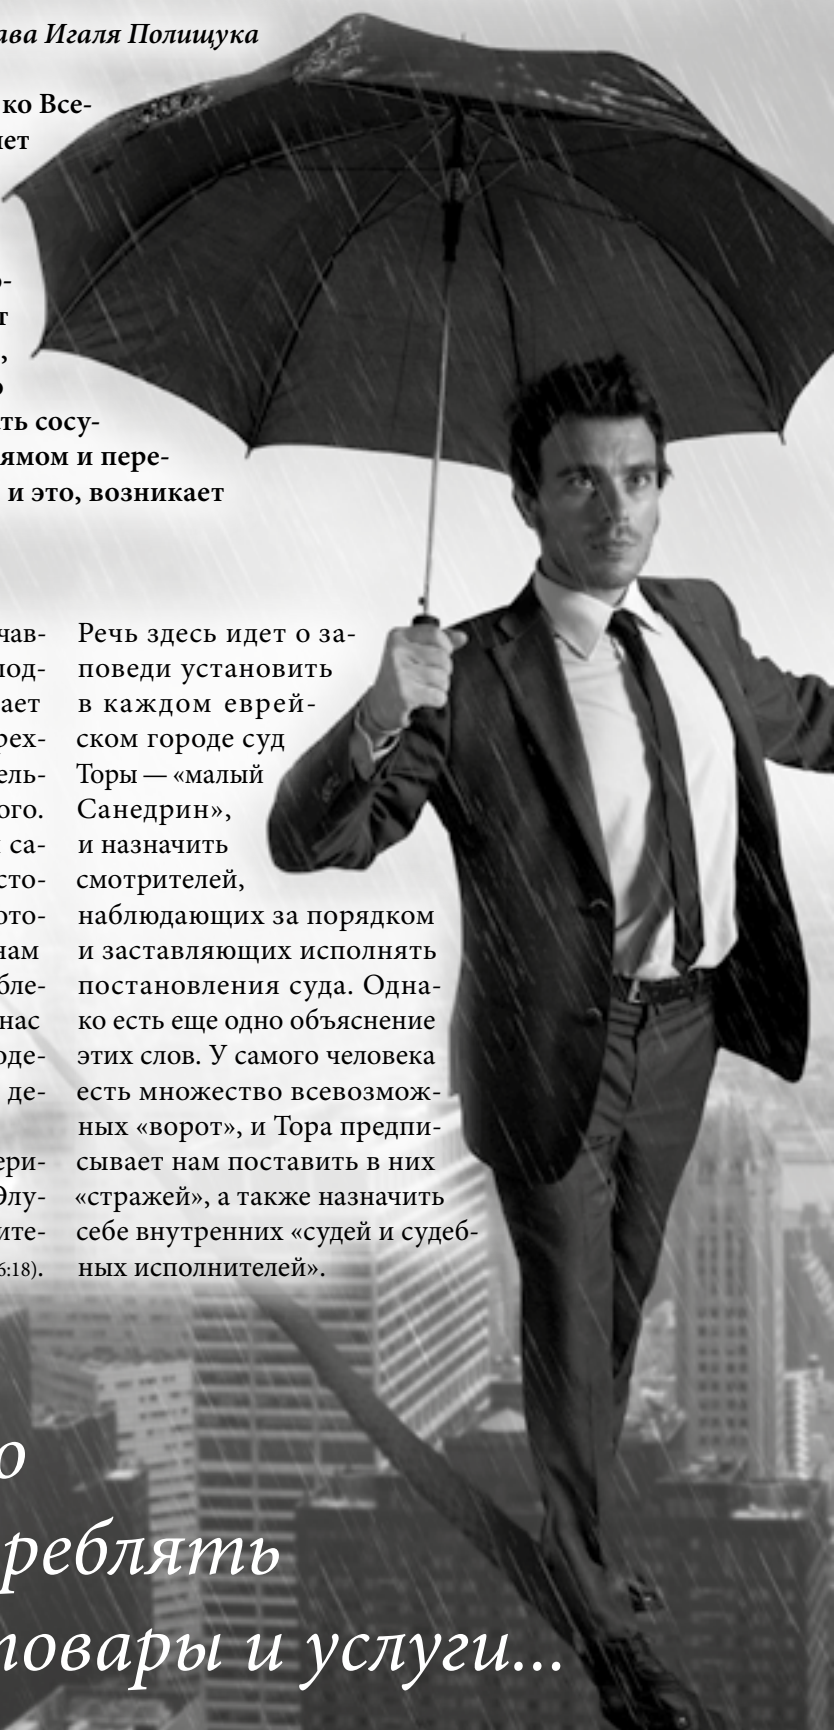 ава Игаля Полищука
ко Все-
ет
-
т
,
ть сосу-
ямом и пере-
и это, возникает
чав-
под-
ает
рех-
ель-
ого.
са-
сто-
ото-
нам
бле-
нас
оде-
де-
ери-
Элу-
ите-
6:18).
Речь здесь идет о за-
поведи установить
в каждом еврей-
ском городе суд
Торы — «малый
Санедрин»,
и назначить
смотрителей,
наблюдающих за порядком
и заставляющих исполнять
постановления суда. Одна-
ко есть еще одно объяснение
этих слов. У самого человека
есть множество всевозмож-
ных «ворот», и Тора предпи-
сывает нам поставить в них
«стражей», а также назначить
себе внутренних «судей и судеб-
ных исполнителей».
о
реблять
товары и услуги...